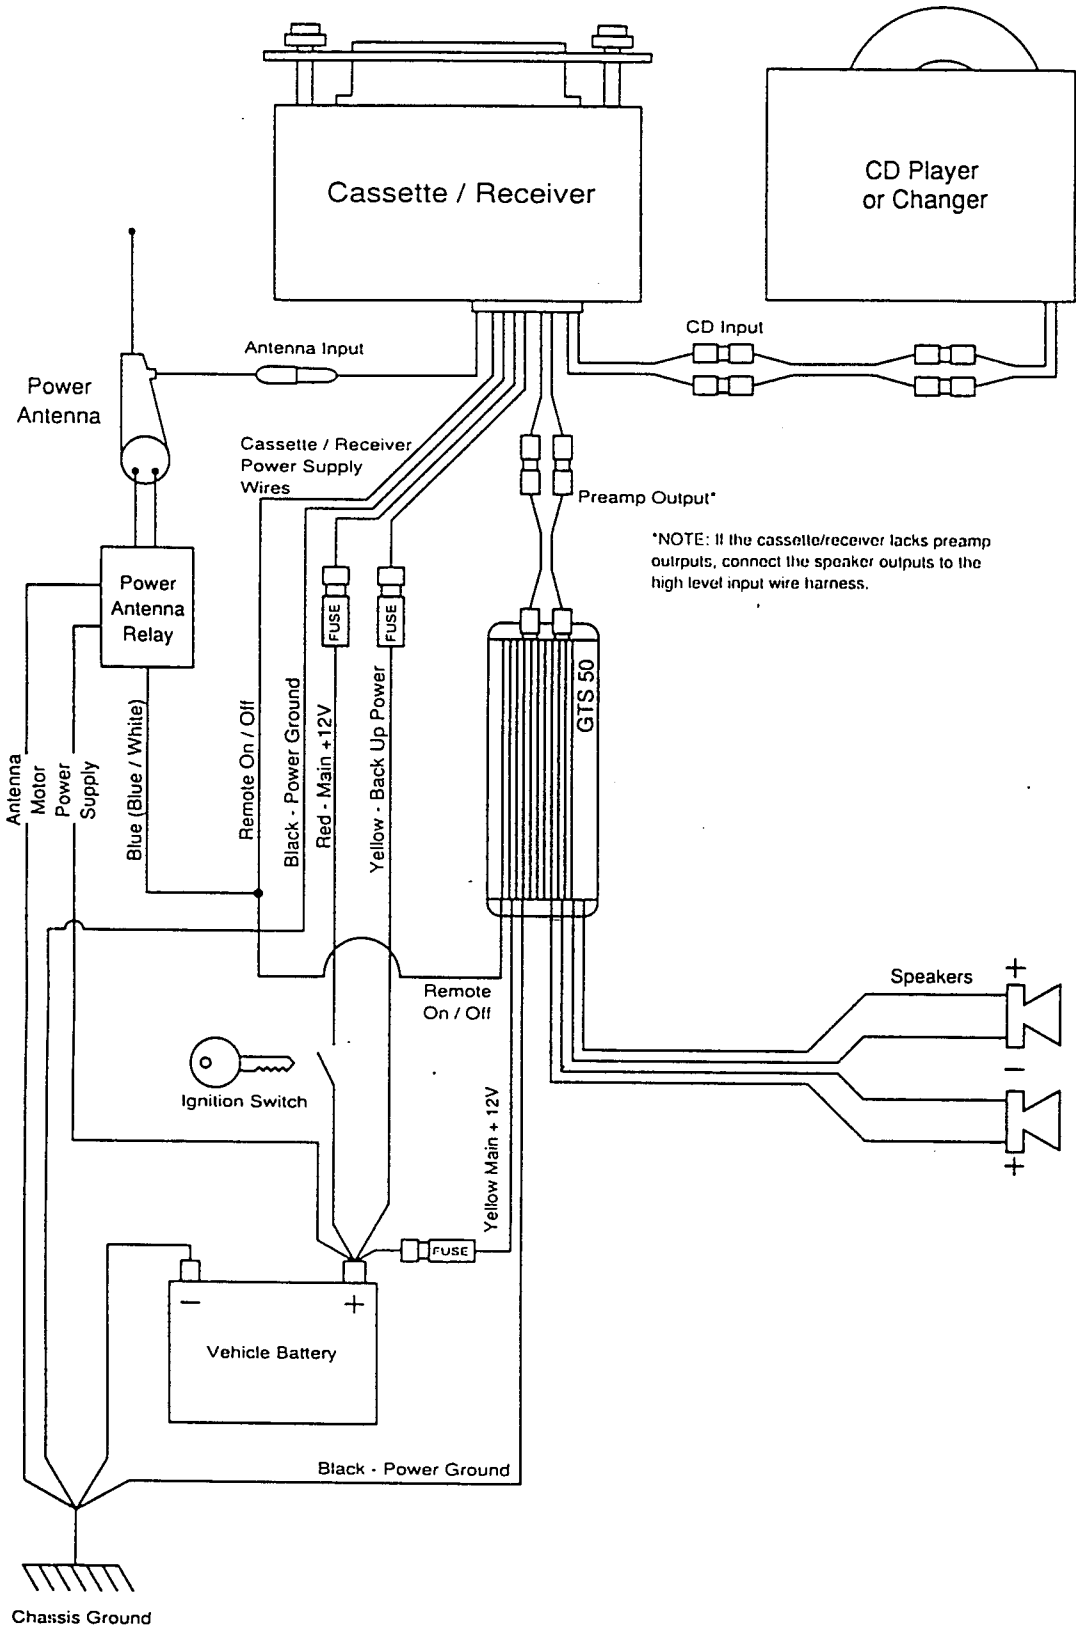 Cassette / Receiver
CD Player
or Changer
CD Input
Antenna Input
Power
Antenna
Cassette / Receiver
Power Supply
Wires
Preamp Output*
*NOTE: If the cassette/receiver lacks preamp
outrputs, connect the speaker outputs to the
high level input wire harness.
Power
Antenna
Relay
FUSE
FUSE
GTS 50
Antenna
Motor
Power
Supply
Blue (Blue / White)
Remote On / Off
Black - Power Ground
Red - Main +12V
Yellow - Back Up Power
Remote
On / Off
Speakers
+
−
+
Ignition Switch
Yellow Main + 12V
FUSE
− +
Vehicle Battery
Black - Power Ground
Chassis Ground